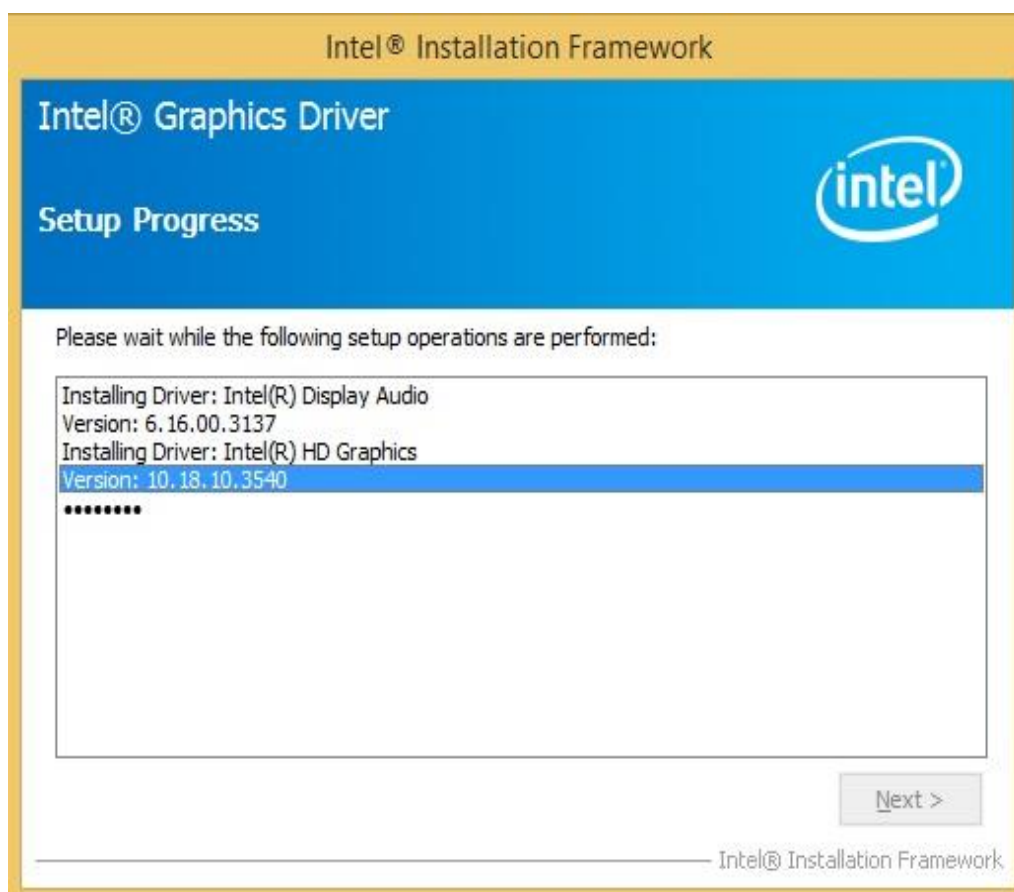 Intel® Installation Framework
Intel® Graphics Driver
intel
Setup Progress
Please wait while the following setup operations are performed:
Installing Driver: Intel(R) Display Audio
Version: 6.16.00.3137
Installing Driver: Intel(R) HD Graphics
Version: 10.18.10.3540
••••••••
Next >
Intel® Installation Framework